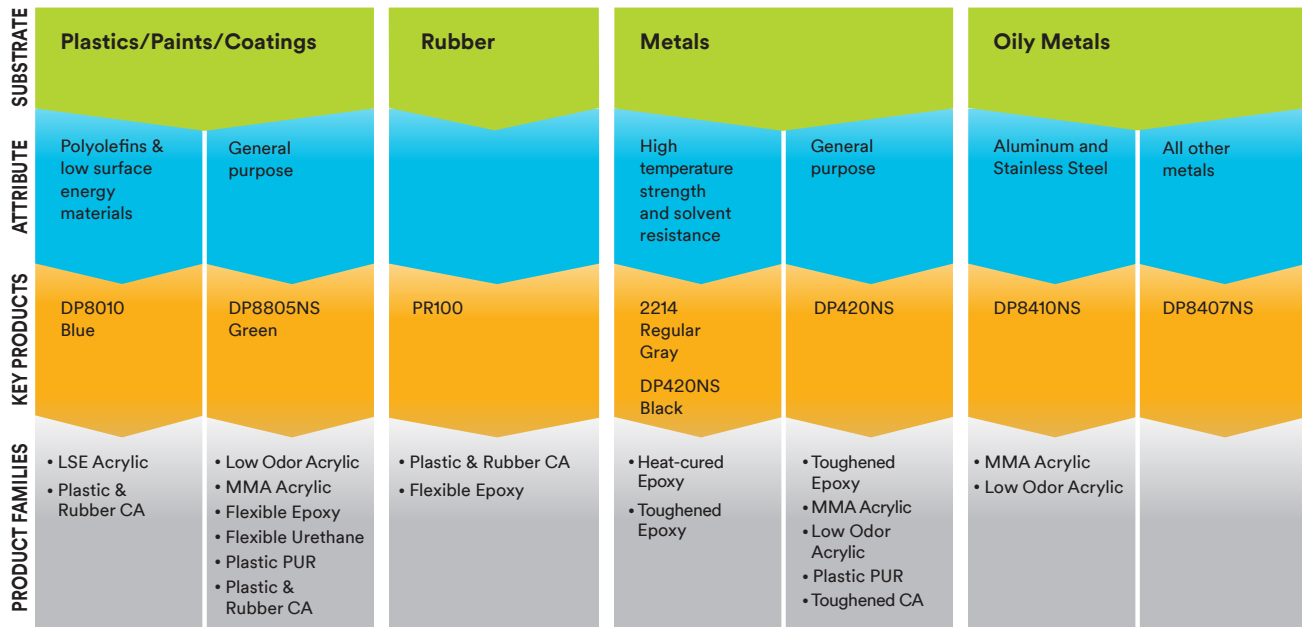 SUBSTRATE
Plastics/Paints/Coatings
Rubber
Metals
Oily Metals
ATTRIBUTE
Polyolefins &
low surface
energy
materials
General
purpose
High
temperature
strength
and solvent
resistance
General
purpose
Aluminum and
Stainless Steel
All other
metals
KEY PRODUCTS
DP8010
Blue
DP8805NS
Green
PR100
2214
Regular
Gray
DP420NS
Black
DP420NS
DP8410NS
DP8407NS
PRODUCT FAMILIES
• LSE Acrylic
• Plastic &
Rubber CA
• Low Odor Acrylic
• MMA Acrylic
• Flexible Epoxy
• Flexible Urethane
• Plastic PUR
• Plastic &
Rubber CA
• Plastic & Rubber CA
• Flexible Epoxy
• Heat-cured
Epoxy
• Toughened
Epoxy
• Toughened
Epoxy
• MMA Acrylic
• Low Odor
Acrylic
• Plastic PUR
• Toughened CA
• MMA Acrylic
• Low Odor Acrylic